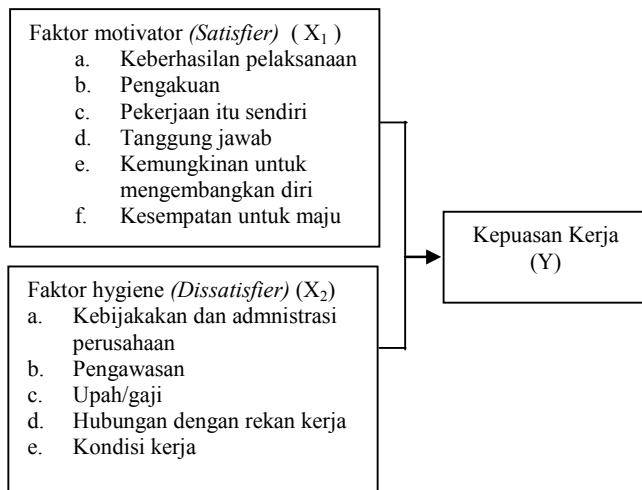 Faktor motivator (Satisfier) ( X₁ )
a. Keberhasilan pelaksanaan
b. Pengakuan
c. Pekerjaan itu sendiri
d. Tanggung jawab
e. Kemungkinan untuk
mengembangkan diri
f. Kesempatan untuk maju
Kepuasan Kerja
(Y)
Faktor hygiene (Dissatisfier) (X₂)
a. Kebijakakan dan admnistrasi
perusahaan
b. Pengawasan
c. Upah/gaji
d. Hubungan dengan rekan kerja
e. Kondisi kerja